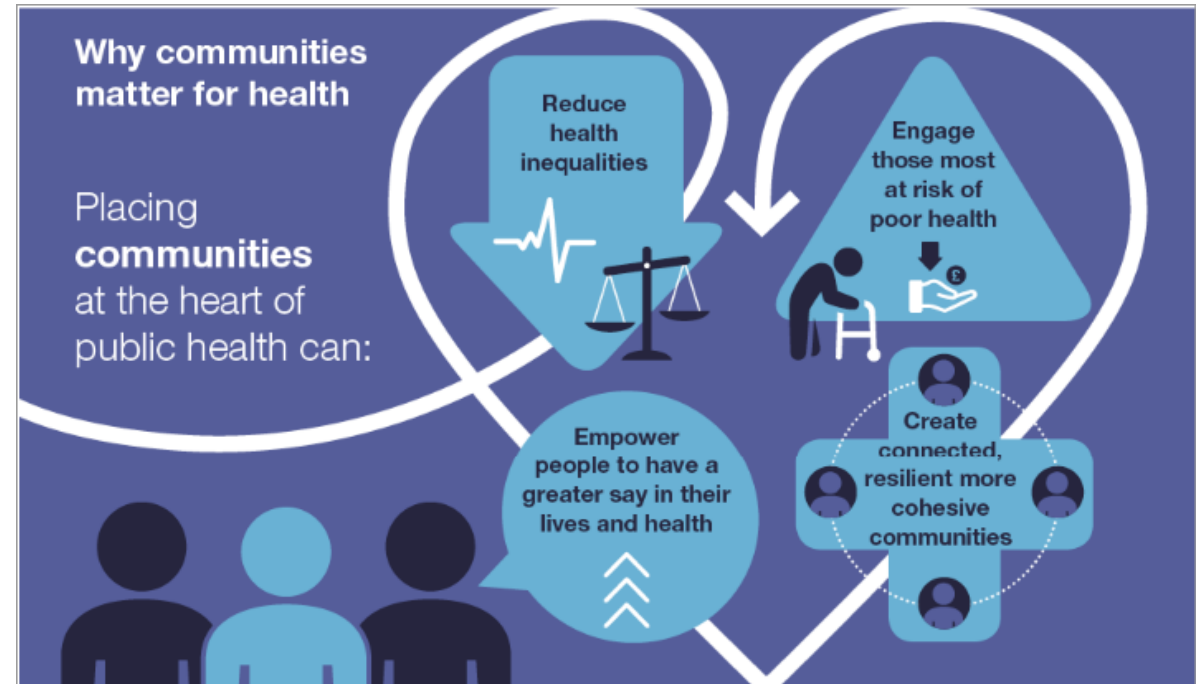 Why communities
matter for health
Placing
communities
at the heart of
public health can:
Reduce
health
inequalities
Engage
those most
at risk of
poor health
£
Empower
people to have a
greater say in their
lives and health
Create
connected,
resilient more
cohesive
communities